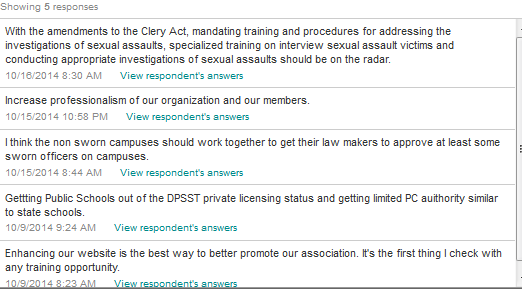 Showing 5 responses
With the amendments to the Clery Act, mandating training and procedures for addressing the
investigations of sexual assaults, specialized training on interview sexual assault victims and
conducting appropriate investigations of sexual assaults should be on the radar.
10/16/2014 8:30 AM View respondent's answers
Increase professionalism of our organization and our members.
10/15/2014 10:58 PM View respondent's answers
I think the non sworn campuses should work together to get their law makers to approve at least some
sworn officers on campuses.
10/15/2014 8:44 AM View respondent's answers
Gettting Public Schools out of the DPSST private licensing status and getting limited PC auithority similar
to state schools.
10/9/2014 9:24 AM View respondent's answers
Enhancing our website is the best way to better promote our association. It's the first thing I check with
any training opportunity.
10/9/2014 8:23 AM View respondent's answers